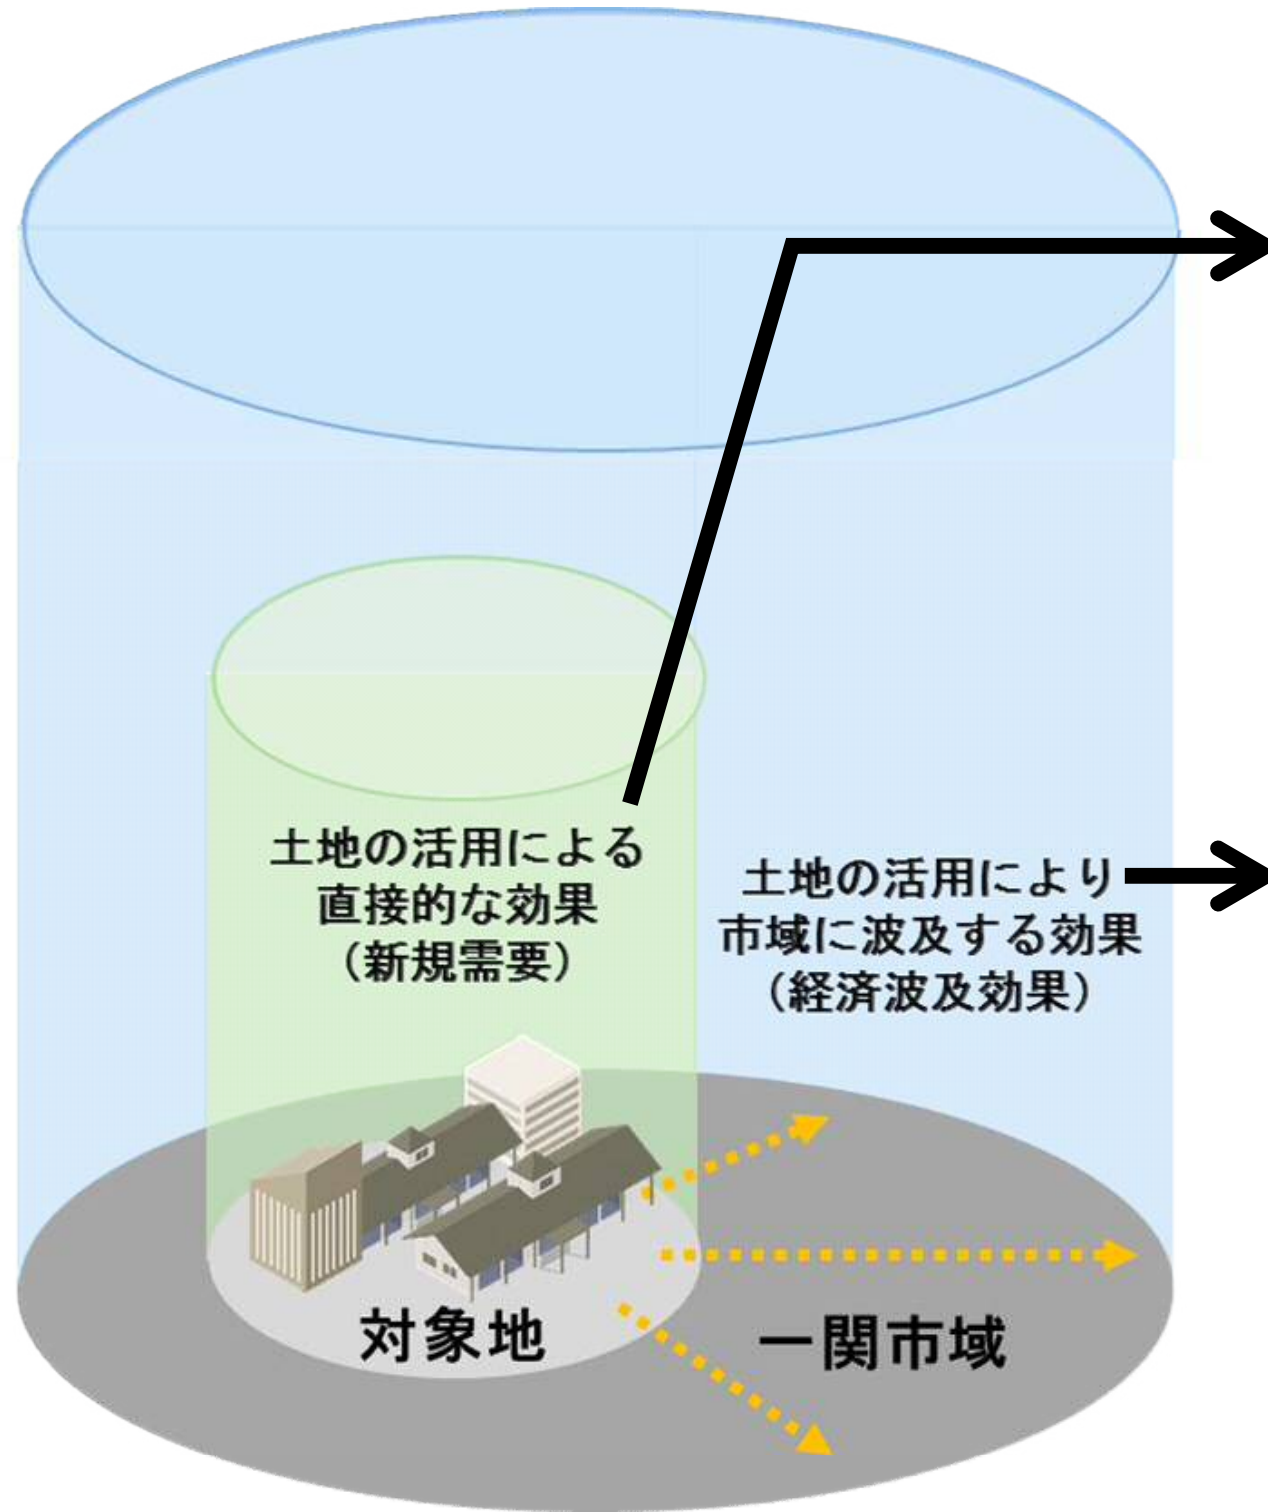 土地の活用による
直接的な効果
（新規需要）
土地の活用により
市域に波及する効果
（経済波及効果）
対象地
一関市域